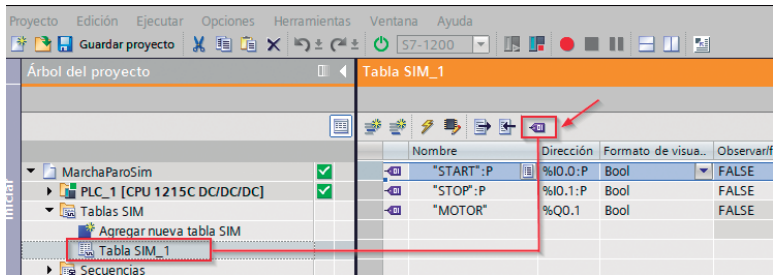 Proyecto Edición Ejecutar Opciones Herramientas Ventana Ayuda
Guardar proyecto S7-1200
Árbol del proyecto
Tabla SIM_1
Nombre Dirección Formato de visua.. Observar/f
"START":P %I0.0:P Bool FALSE
"STOP":P %I0.1:P Bool FALSE
"MOTOR" %Q0.1 Bool FALSE
Iniciar
MarchaParoSim
PLC_1 [CPU 1215C DC/DC/DC]
Tablas SIM
Agregar nueva tabla SIM
Tabla SIM_1
Secuencias